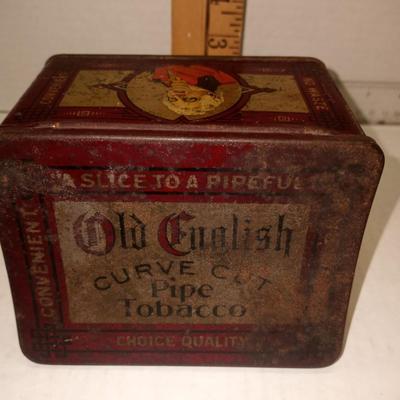 3
"A SLICE TO A PIPEFUL"
CONVENIENT
Old English
CURVE CUT
Pipe
Tobacco
CHOICE QUALITY